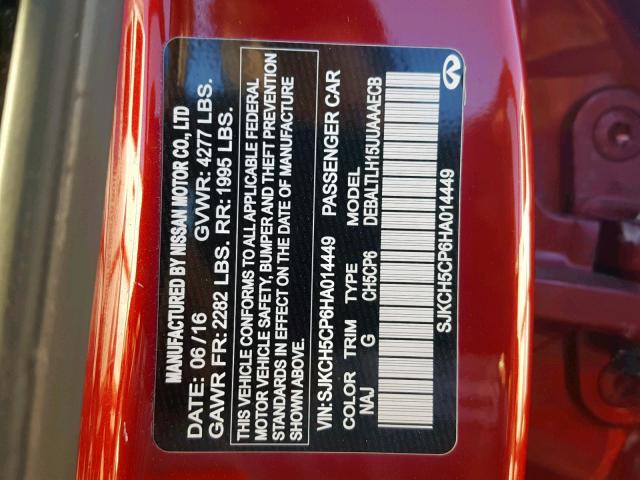 MANUFACTURED BY NISSAN MOTOR CO., LTD
DATE: 06/16 GVWR: 4277 LBS.
GAWR FR: 2282 LBS. RR: 1995 LBS.
THIS VEHICLE CONFORMS TO ALL APPLICABLE FEDERAL
MOTOR VEHICLE SAFETY, BUMPER AND THEFT PREVENTION
STANDARDS IN EFFECT ON THE DATE OF MANUFACTURE
SHOWN ABOVE.
VIN:SJKCH5CP6HA014449 PASSENGER CAR
COLOR TRIM TYPE MODEL
NAJ G CH5CP6 DEBALTLH15UUAAAECB
SJKCH5CP6HA014449